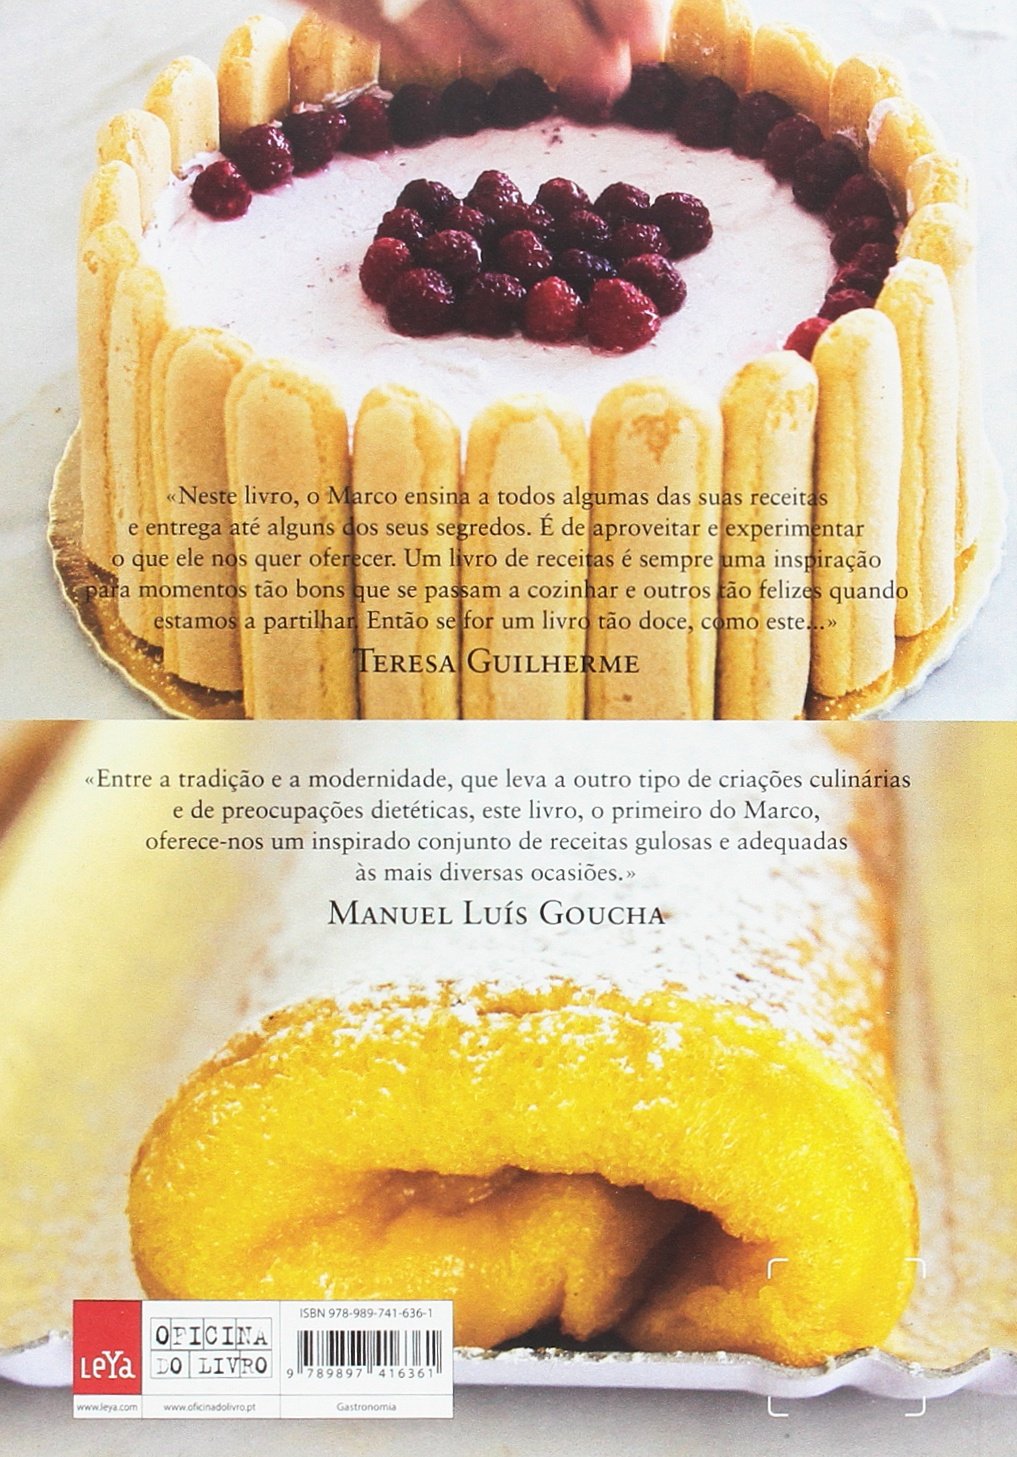 «Neste livro, o Marco ensina a todos algumas das suas receitas
e entrega até alguns dos seus segredos. É de aproveitar e experimentar
o que ele nos quer oferecer. Um livro de receitas é sempre uma inspiração
para momentos tão bons que se passam a cozinhar e outros tão felizes quando
estamos a partilhar. Então se for um livro tão doce, como este...»
TERESA GUILHERME
«Entre a tradição e a modernidade, que leva a outro tipo de criações culinárias
e de preocupações dietéticas, este livro, o primeiro do Marco,
oferece-nos um inspirado conjunto de receitas gulosas e adequadas
às mais diversas ocasiões.»
MANUEL LUÍS GOUCHA
LEYA
www.leya.com
OFICINA
DO LIVRO
www.oficinadolivro.pt
ISBN 978-989-741-636-1
9 789897 416361
Gastronomia